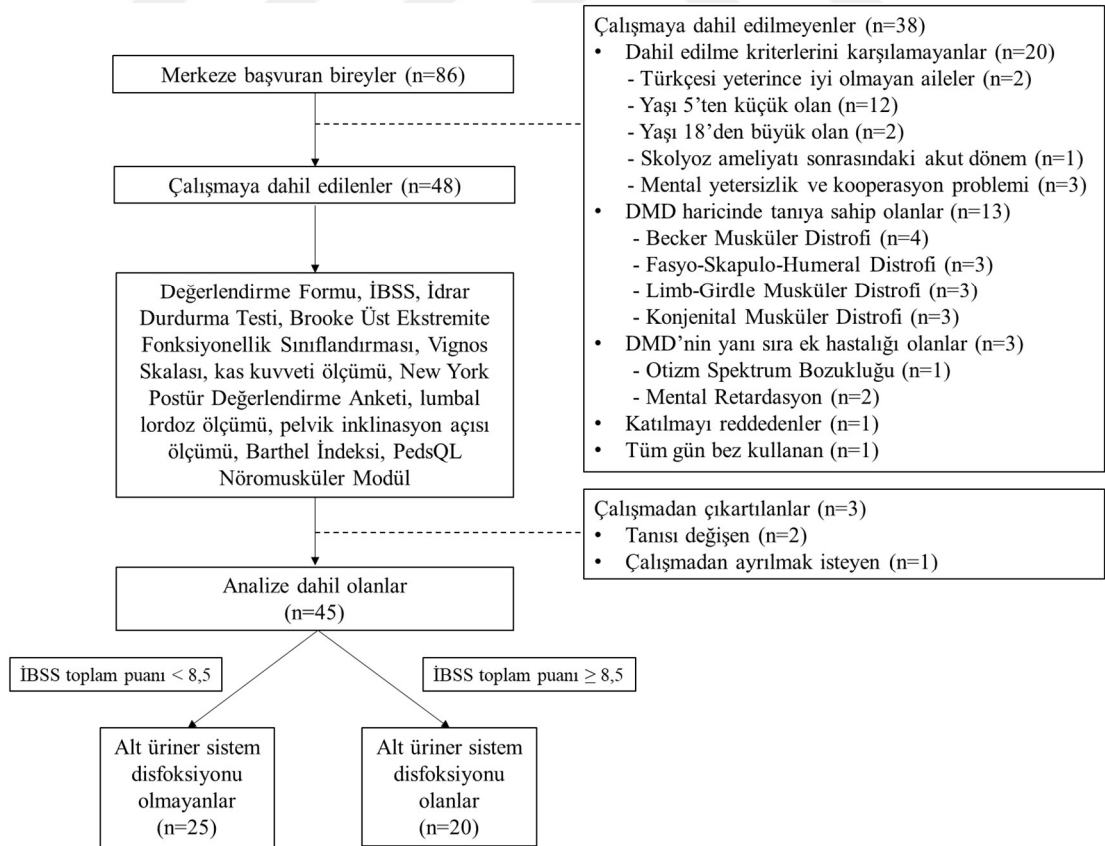 Merkeze başvuran bireyler (n=86)
Çalışmaya dahil edilmeyenler (n=38)
• Dahil edilme kriterlerini karşılamayanlar (n=20)
- Türkçesi yeterince iyi olmayan aileler (n=2)
- Yaşı 5’ten küçük olan (n=12)
- Yaşı 18’den büyük olan (n=2)
- Skolyoz ameliyatı sonrasındaki akut dönem (n=1)
- Mental yetersizlik ve kooperasyon problemi (n=3)
• DMD haricinde tanıya sahip olanlar (n=13)
- Becker Musküler Distrofi (n=4)
- Fasyo-Skapulo-Humeral Distrofi (n=3)
- Limb-Girdle Musküler Distrofi (n=3)
- Konjenital Musküler Distrofi (n=3)
• DMD’nin yanı sıra ek hastalığı olanlar (n=3)
- Otizm Spektrum Bozukluğu (n=1)
- Mental Retardasyon (n=2)
• Katılmayı reddedenler (n=1)
• Tüm gün bez kullanan (n=1)
Çalışmaya dahil edilenler (n=48)
Değerlendirme Formu, İBSS, İdrar
Durdurma Testi, Brooke Üst Ekstremite
Fonksiyonellik Sınıflandırması, Vignos
Skalası, kas kuvveti ölçümü, New York
Postür Değerlendirme Anketi, lumbal
lordoz ölçümü, pelvik inklinasyon açısı
ölçümü, Barthel İndeksi, PedsQL
Nöromusküler Modül
Çalışmadan çıkartılanlar (n=3)
• Tanısı değişen (n=2)
• Çalışmadan ayrılmak isteyen (n=1)
Analize dahil olanlar
(n=45)
İBSS toplam puanı < 8,5
İBSS toplam puanı ≥ 8,5
Alt üriner sistem
disfoksiyonu
olmayanlar
(n=25)
Alt üriner sistem
disfoksiyonu
olanlar
(n=20)